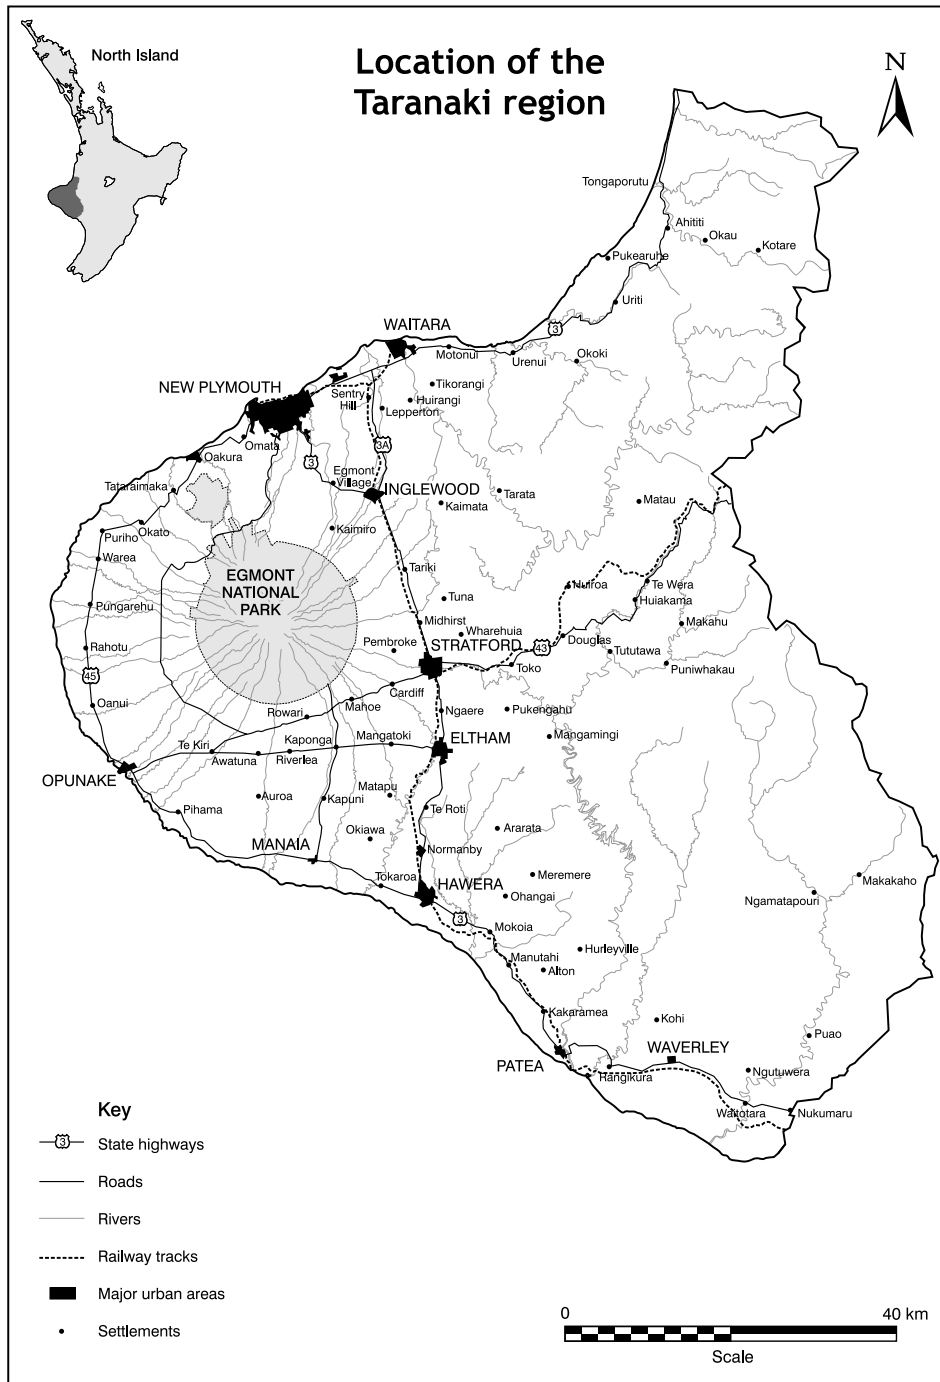 North Island
Location of the
Taranaki region
N
Tongaporutu
Ahititi
Okau
Kotare
Pukearuhe
Uriti
3
WAITARA
Motonui
Urenui
Okoki
NEW PLYMOUTH
Tikorangi
Sentry
Hill
Huirangi
Lepperton
Omata
3A
Oakura
3
Egmont
Village
Tataraimaka
INGLEWOOD
Tarata
Matau
Kaimata
Okato
Puriho
Kaimiro
Warea
EGMONT
NATIONAL
PARK
Tariki
Nuiroa
Te Wera
Tuna
Huiakama
Pungarehu
Midhirst
Makahu
Wharehuia
Pembroke
STRATFORD
43
Douglas
Rahotu
Tututawa
Toko
Puniwhakau
45
Cardiff
Oanui
Mahoe
Rowari
Ngaere
Pukengahu
Mangamingi
ELTHAM
Te Kiri
Kaponga
Mangatoki
Awatuna
Riverlea
OPUNAKE
Auroa
Kapuni
Matapu
Pihama
Te Roti
Okiawa
Ararata
MANAIA
Normanby
Tokaroa
HAWERA
Meremere
Makakaho
Ohangai
Ngamatapouri
3
Mokoia
Hurleyville
Manutahi
Alton
Kakaramea
Kohi
Puao
PATEA
WAVERLEY
Rangikura
Ngutuwera
Waitotara
Nukumaru
Key
3
State highways
Roads
Rivers
Railway tracks
Major urban areas
Settlements
0
40 km
Scale